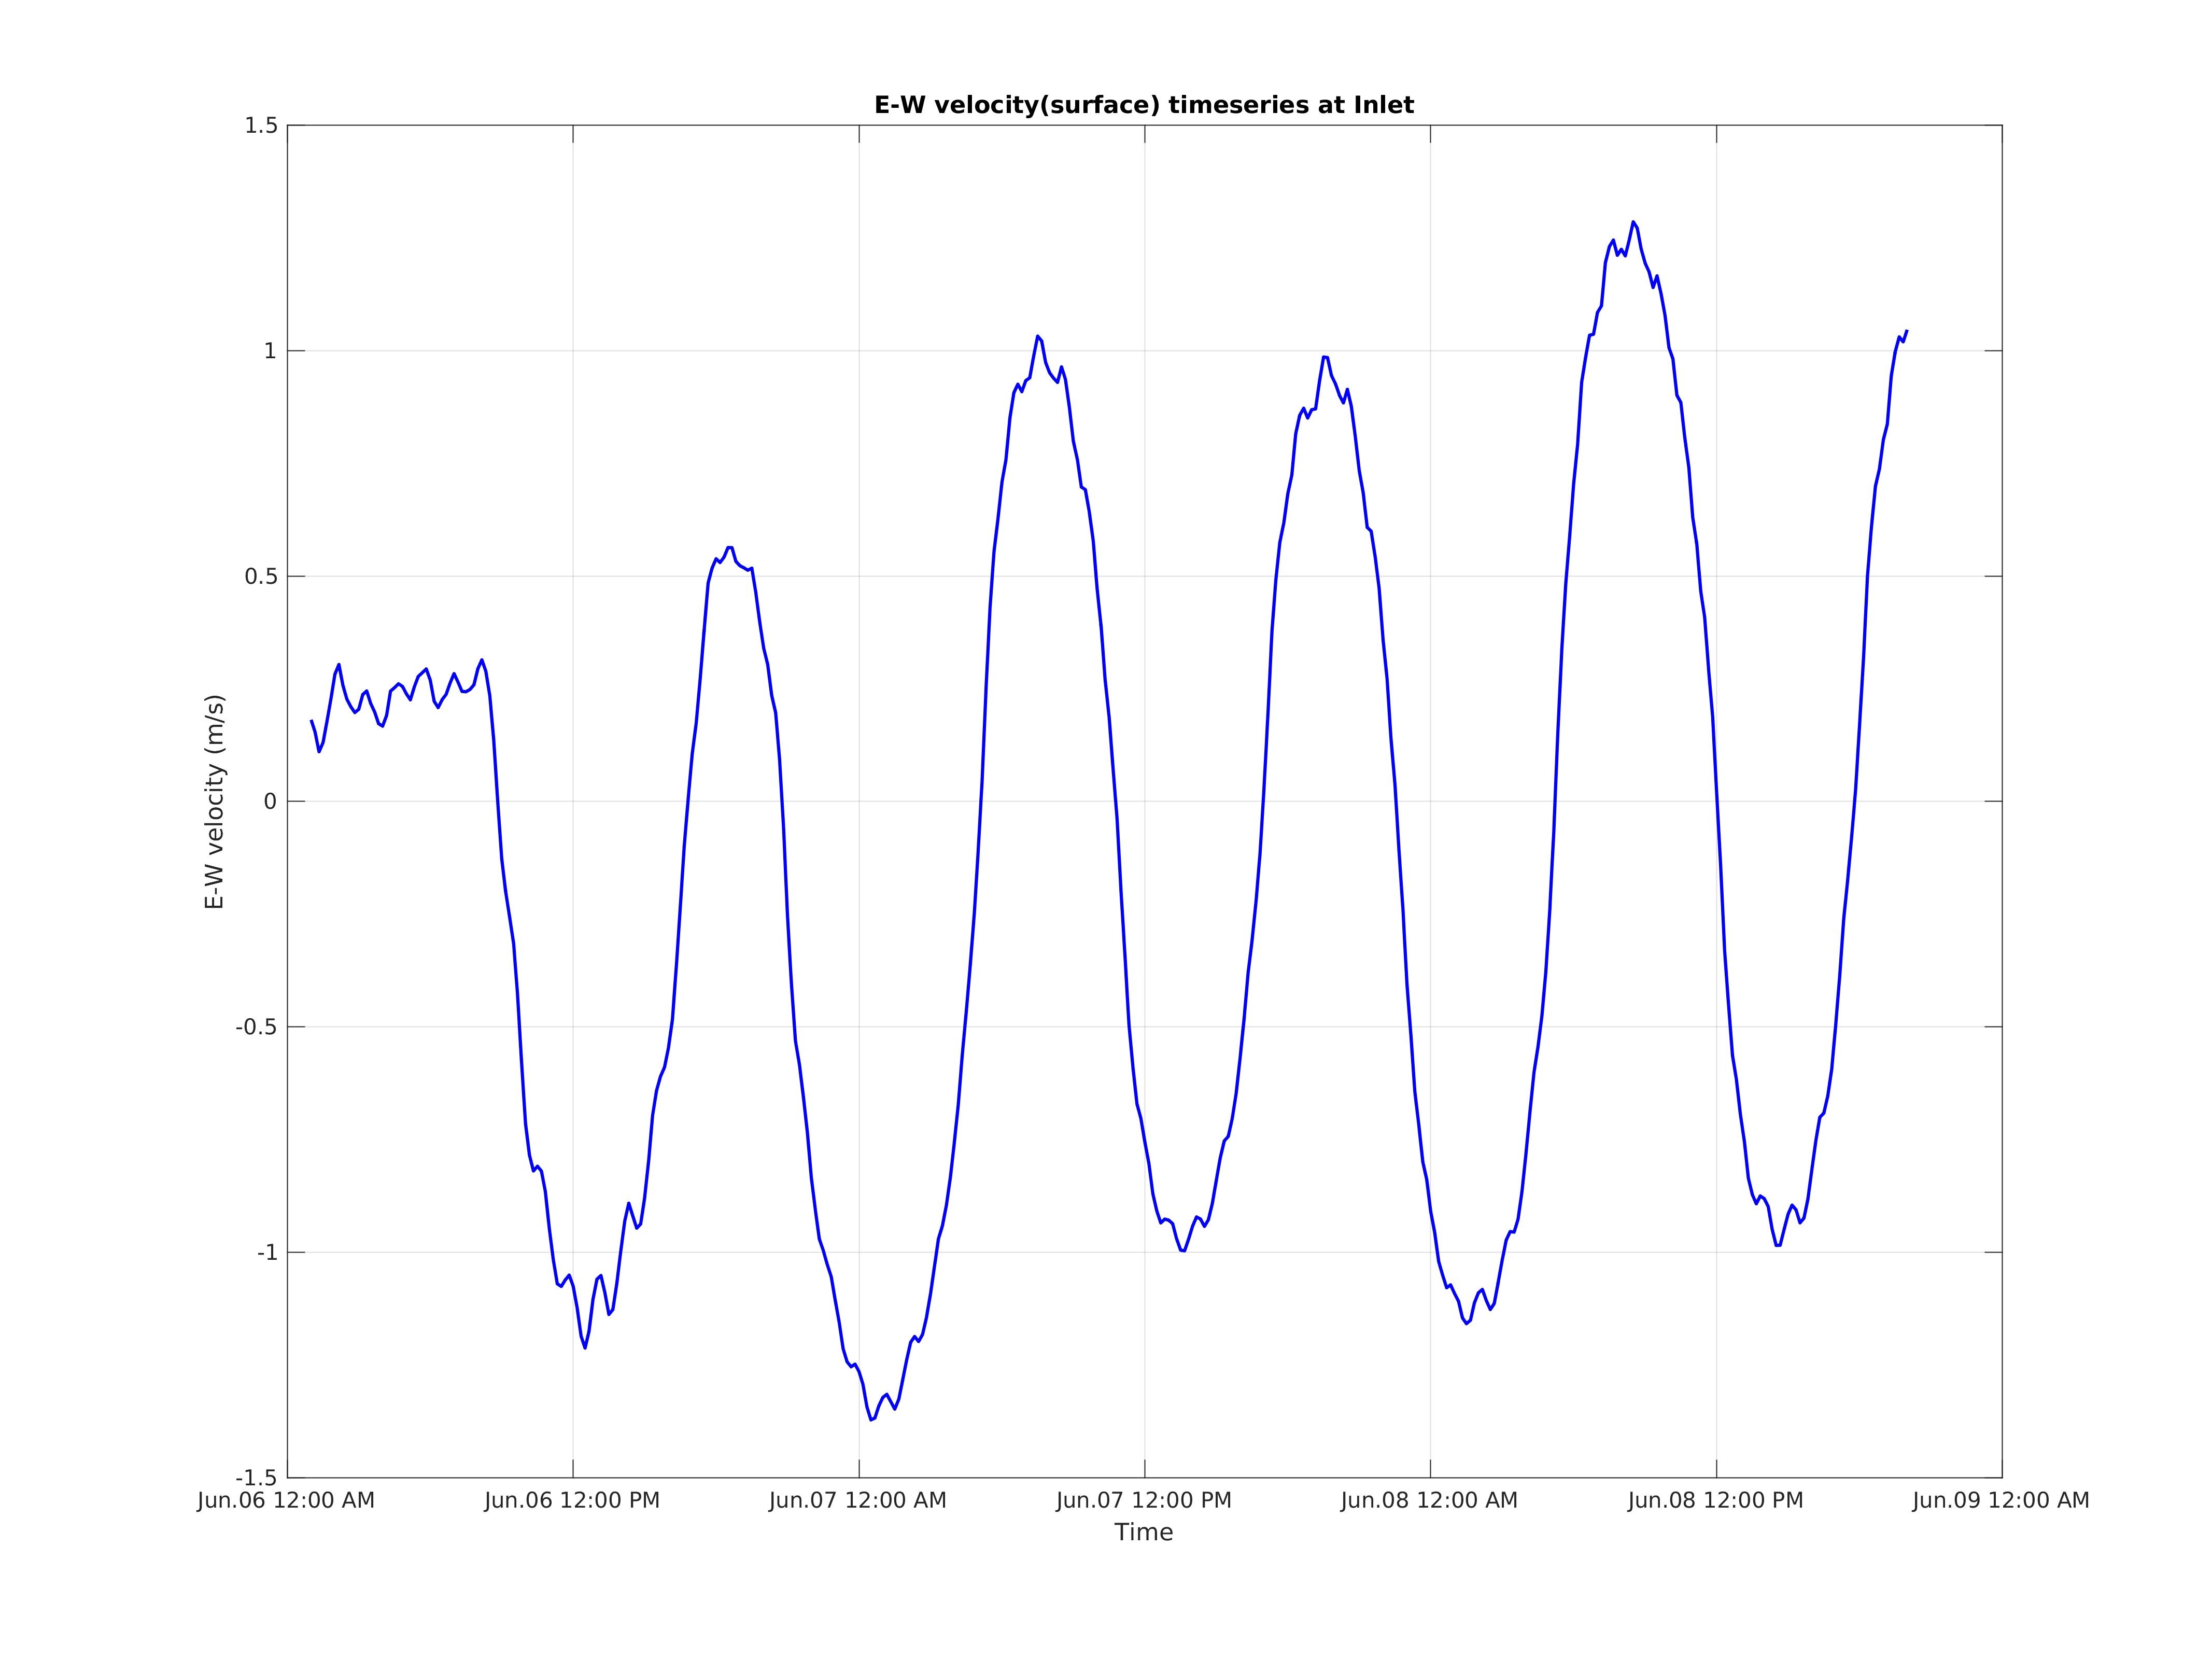 E-W velocity(surface) timeseries at Inlet
1.5
1
0.5
0
-0.5
-1
-1.5
E-W velocity (m/s)
Jun.06 12:00 AM Jun.06 12:00 PM Jun.07 12:00 AM Jun.07 12:00 PM Jun.08 12:00 AM Jun.08 12:00 PM Jun.09 12:00 AM
Time